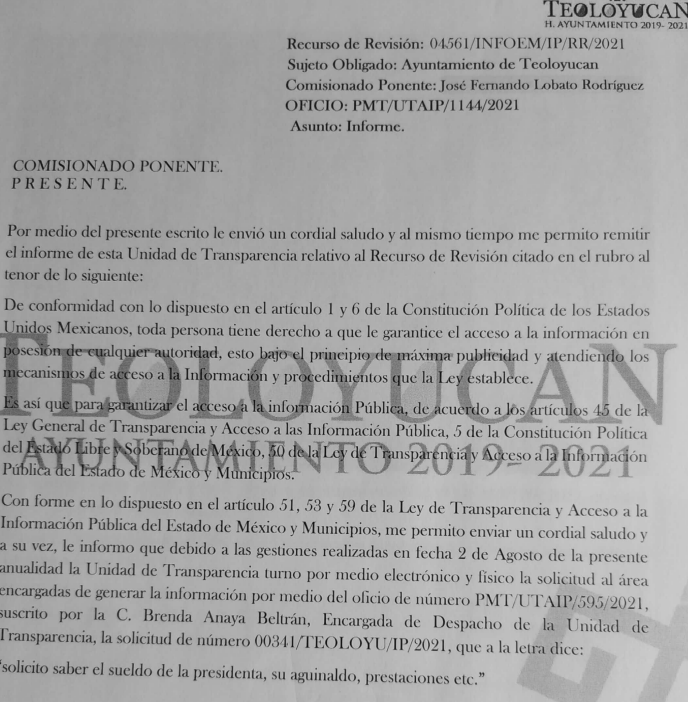 TEOLOYUCAN
H. AYUNTAMIENTO 2019- 2021
Recurso de Revisión: 04561/INFOEM/IP/RR/2021
Sujeto Obligado: Ayuntamiento de Teoloyucan
Comisionado Ponente: José Fernando Lobato Rodríguez
OFICIO: PMT/UTAIP/1144/2021
Asunto: Informe.
COMISIONADO PONENTE.
P R E S E N T E.
Por medio del presente escrito le envió un cordial saludo y al mismo tiempo me permito remitir
el informe de esta Unidad de Transparencia relativo al Recurso de Revisión citado en el rubro al
tenor de lo siguiente:
De conformidad con lo dispuesto en el artículo 1 y 6 de la Constitución Política de los Estados
Unidos Mexicanos, toda persona tiene derecho a que le garantice el acceso a la información en
posesión de cualquier autoridad, esto bajo el principio de máxima publicidad y atendiendo los
mecanismos de acceso a la Información y procedimientos que la Ley establece.
TEOLOYUCAN
Es así que para garantizar el acceso a la información Pública, de acuerdo a los artículos 45 de la
Ley General de Transparencia y Acceso a las Información Pública, 5 de la Constitución Política
del Estado Libre y Soberano de México, 50 de la Ley de Transparencia y Acceso a la Información
Pública del Estado de México y Municipios.
AYUNTAMIENTO 2019- 2021
Con forme en lo dispuesto en el artículo 51, 53 y 59 de la Ley de Transparencia y Acceso a la
Información Pública del Estado de México y Municipios, me permito enviar un cordial saludo y
a su vez, le informo que debido a las gestiones realizadas en fecha 2 de Agosto de la presente
anualidad la Unidad de Transparencia turno por medio electrónico y físico la solicitud al área
encargadas de generar la información por medio del oficio de número PMT/UTAIP/595/2021,
suscrito por la C. Brenda Anaya Beltrán, Encargada de Despacho de la Unidad de
Transparencia, la solicitud de número 00341/TEOLOYU/IP/2021, que a la letra dice:
"solicito saber el sueldo de la presidenta, su aguinaldo, prestaciones etc."